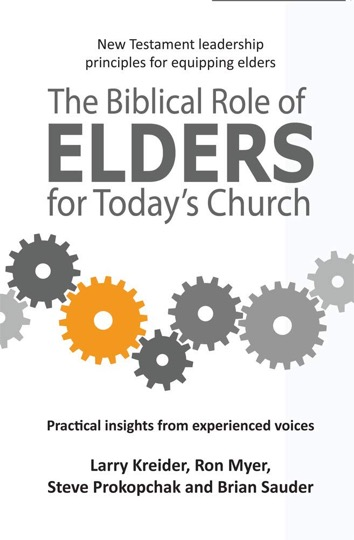 New Testament leadership
principles for equipping elders
The Biblical Role of
ELDERS
for Today's Church
Practical insights from experienced voices
Larry Kreider, Ron Myer,
Steve Prokopchak and Brian Sauder